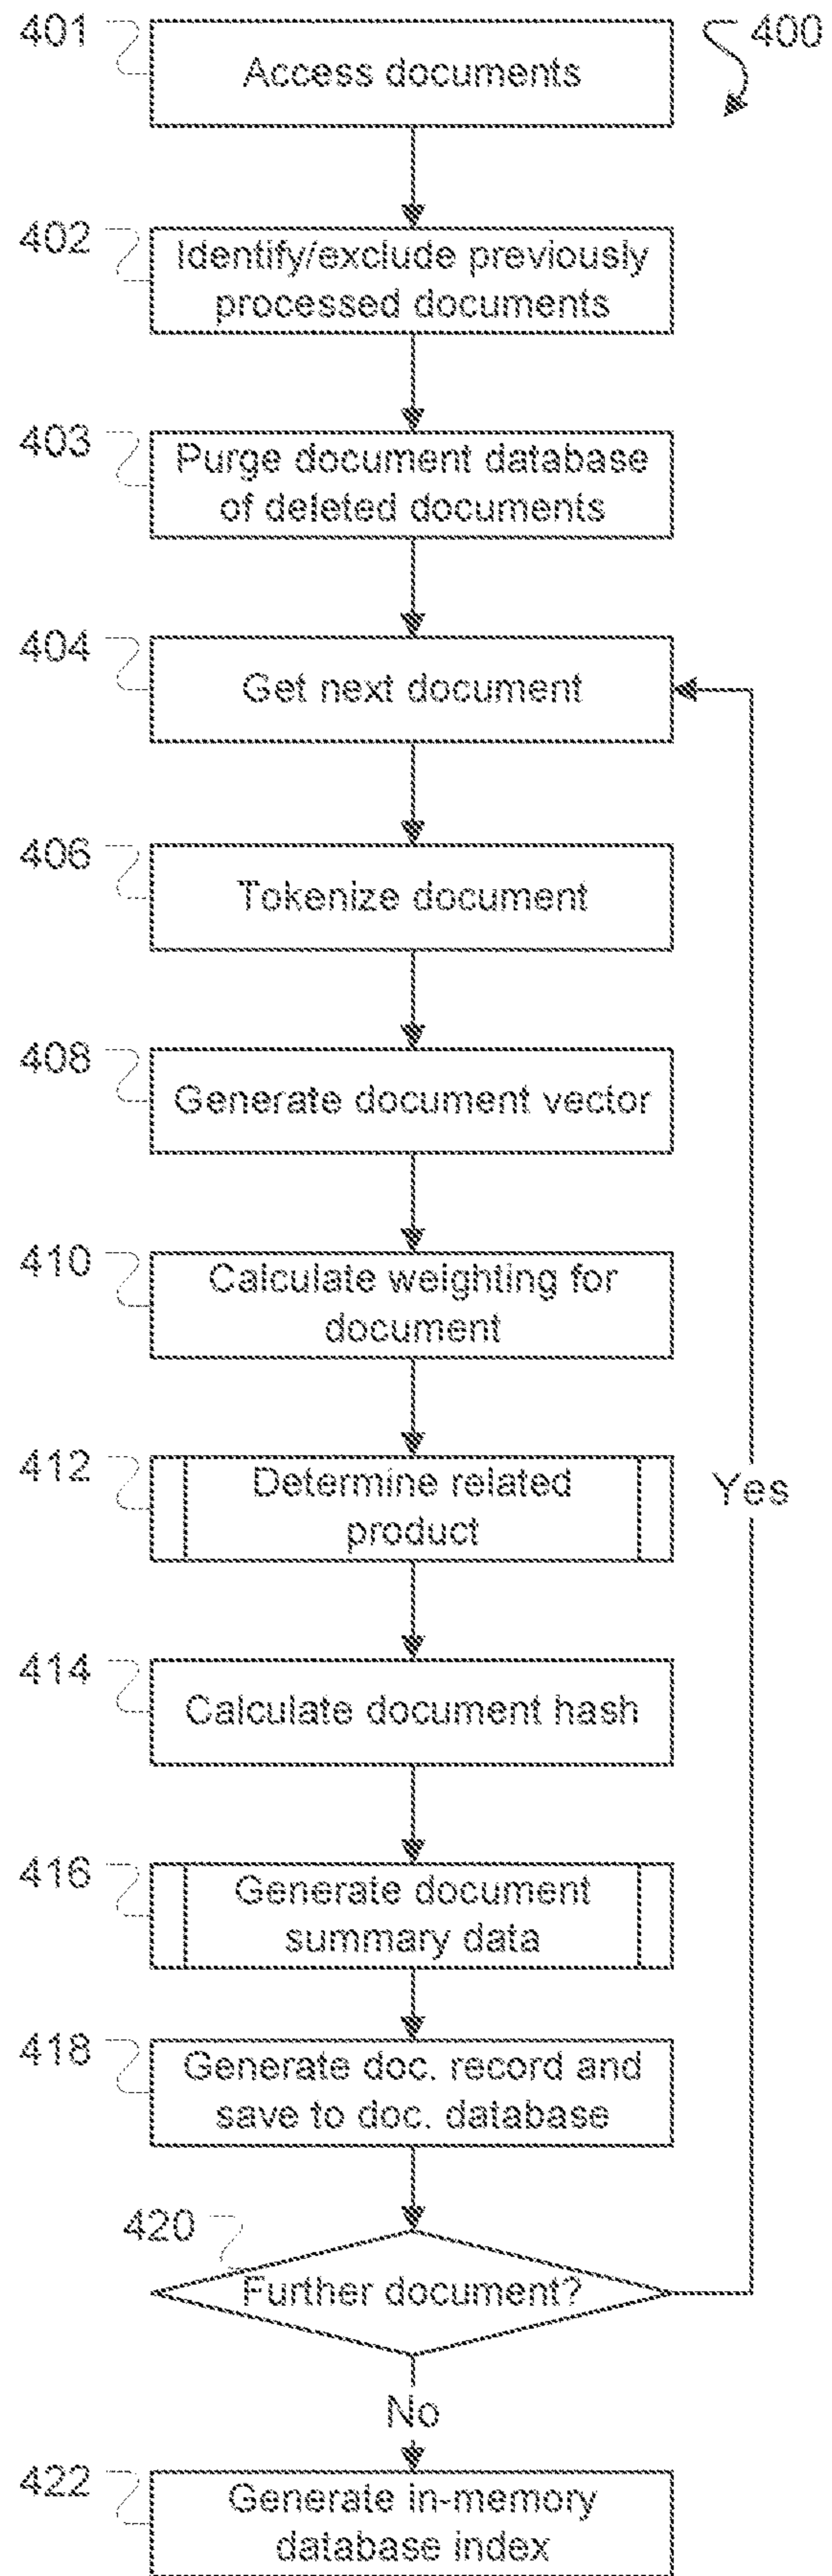 401
400
Access documents
402
Identify/exclude previously
processed documents
403
Purge document database
of deleted documents
404
Get next document
406
Tokenize document
408
Generate document vector
410
Calculate weighting for
document
412
Determine related
product
Yes
414
Calculate document hash
416
Generate document
summary data
418
Generate doc. record and
save to doc. database
420
Further document?
No
422
Generate in-memory
database index